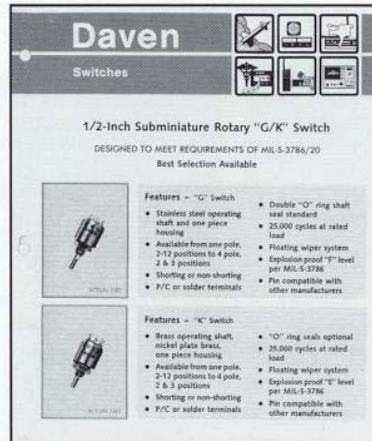 Daven
Switches
1/2-Inch Subminiature Rotary "G/K" Switch
DESIGNED TO MEET REQUIREMENTS OF MIL-S-3786/20
Best Selection Available
Features – "G" Switch
• Stainless steel operating
shaft and one piece
housing
• Available from one pole,
2-12 positions to 4 pole,
2 & 3 positions
• Shorting or non-shorting
• P/C or solder terminals
• Double "O" ring shaft
seal standard
• 25,000 cycles at rated
load
• Floating wiper system
• Explosion proof "F" level
per MIL-S-3786
• Pin compatible with
other manufacturers
ACTUAL SIZE
Features – "K" Switch
• Brass operating shaft,
nickel plate brass,
one piece housing
• Available from one pole,
2-12 positions to 4 pole,
2 & 3 positions
• Shorting or non-shorting
• P/C or solder terminals
• "O" ring seals optional
• 25,000 cycles at rated
load
• Floating wiper system
• Explosion proof "E" level
per MIL-S-3786
• Pin compatible with
other manufacturers
ACTUAL SIZE